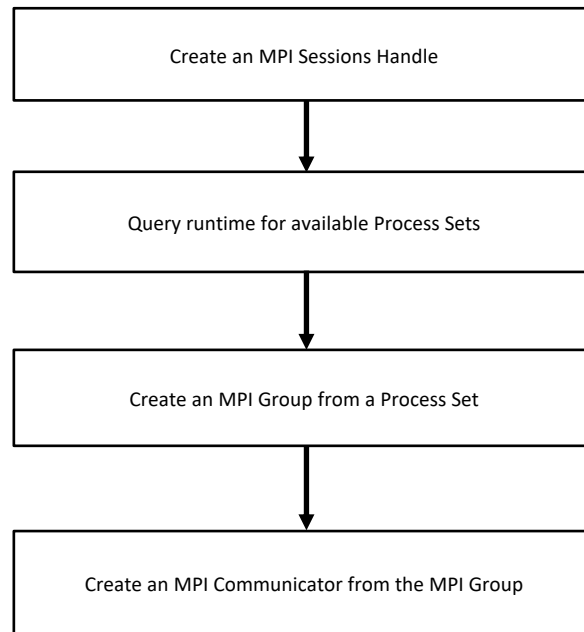 Create an MPI Sessions Handle
Query runtime for available Process Sets
Create an MPI Group from a Process Set
Create an MPI Communicator from the MPI Group